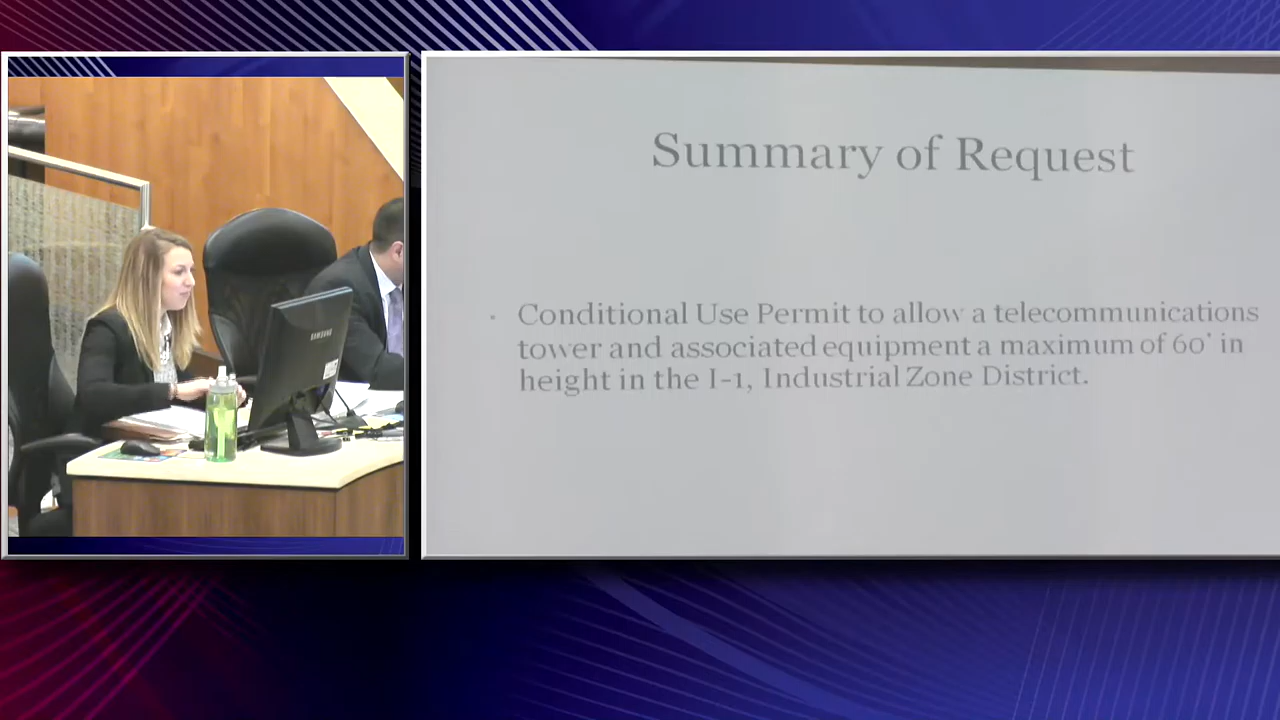 Summary of Request
• Conditional Use Permit to allow a telecommunications
tower and associated equipment a maximum of 60' in
height in the I-1, Industrial Zone District.
SAMSUNG